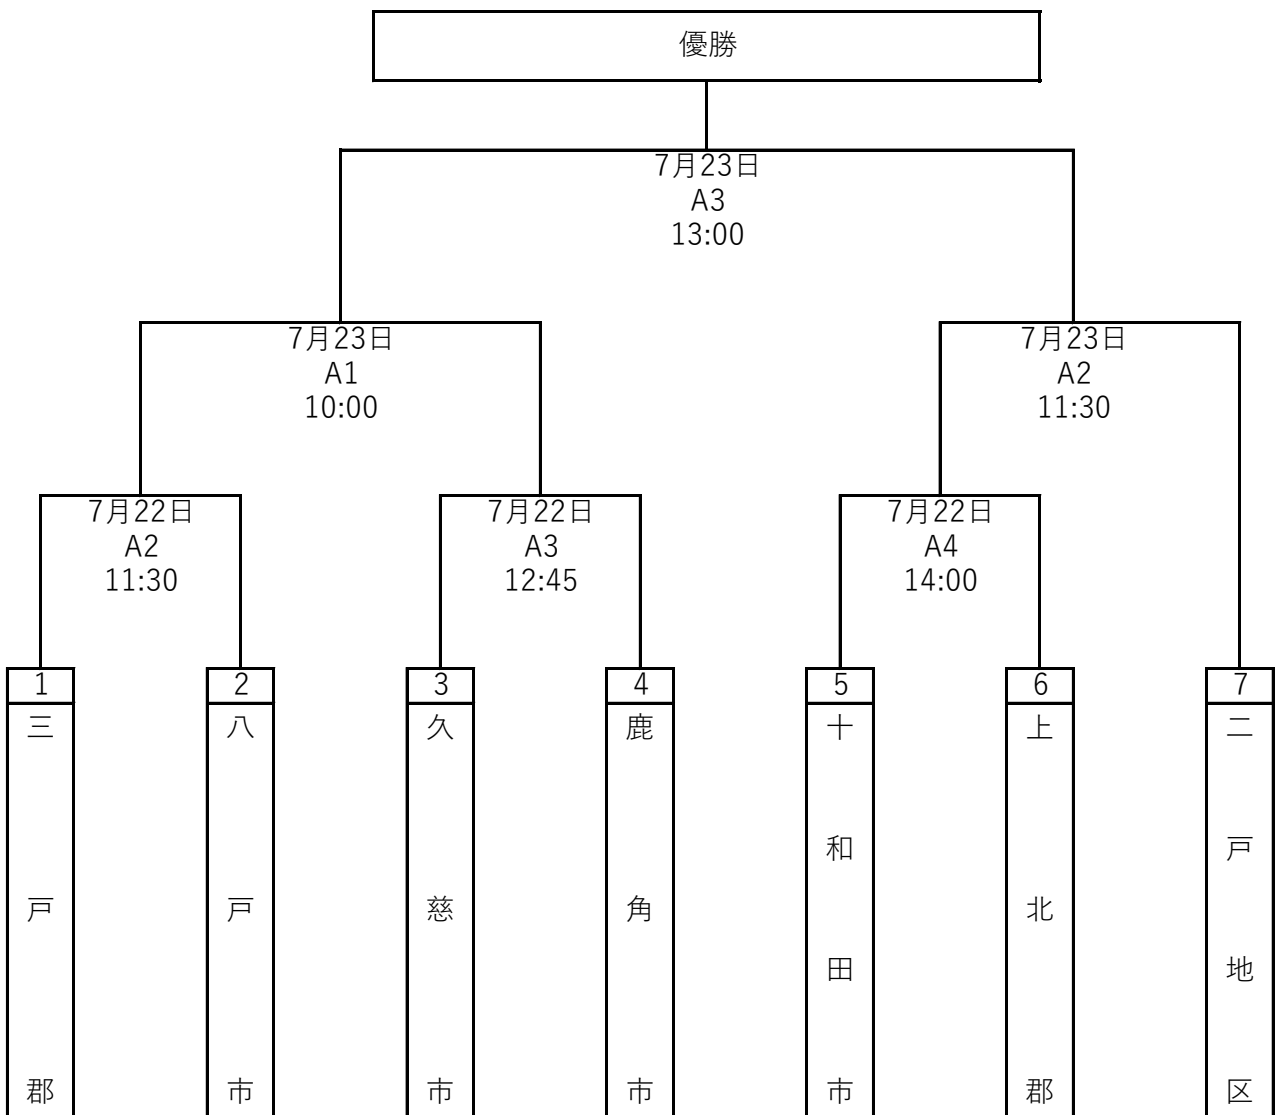 優勝
7月23日
A3
13:00
7月23日
A1
10:00
7月23日
A2
11:30
7月22日
A2
11:30
7月22日
A3
12:45
7月22日
A4
14:00
1
三戸郡
2
八戸市
3
久慈市
4
鹿角市
5
十和田市
6
上北郡
7
二戸地区